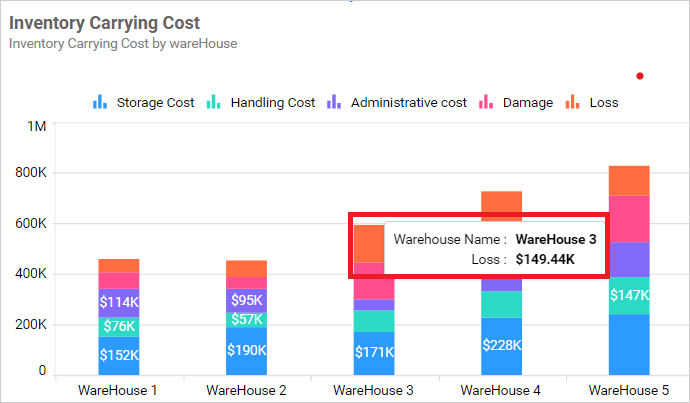 Inventory Carrying Cost
Inventory Carrying Cost by wareHouse
Storage Cost Handling Cost Administrative cost Damage Loss
1M
800K
600K
Warehouse Name : WareHouse 3
Loss : $149.44K
400K
$114K $95K $147K
200K
$76K $57K
$152K $190K $171K $228K
0
WareHouse 1 WareHouse 2 WareHouse 3 WareHouse 4 WareHouse 5